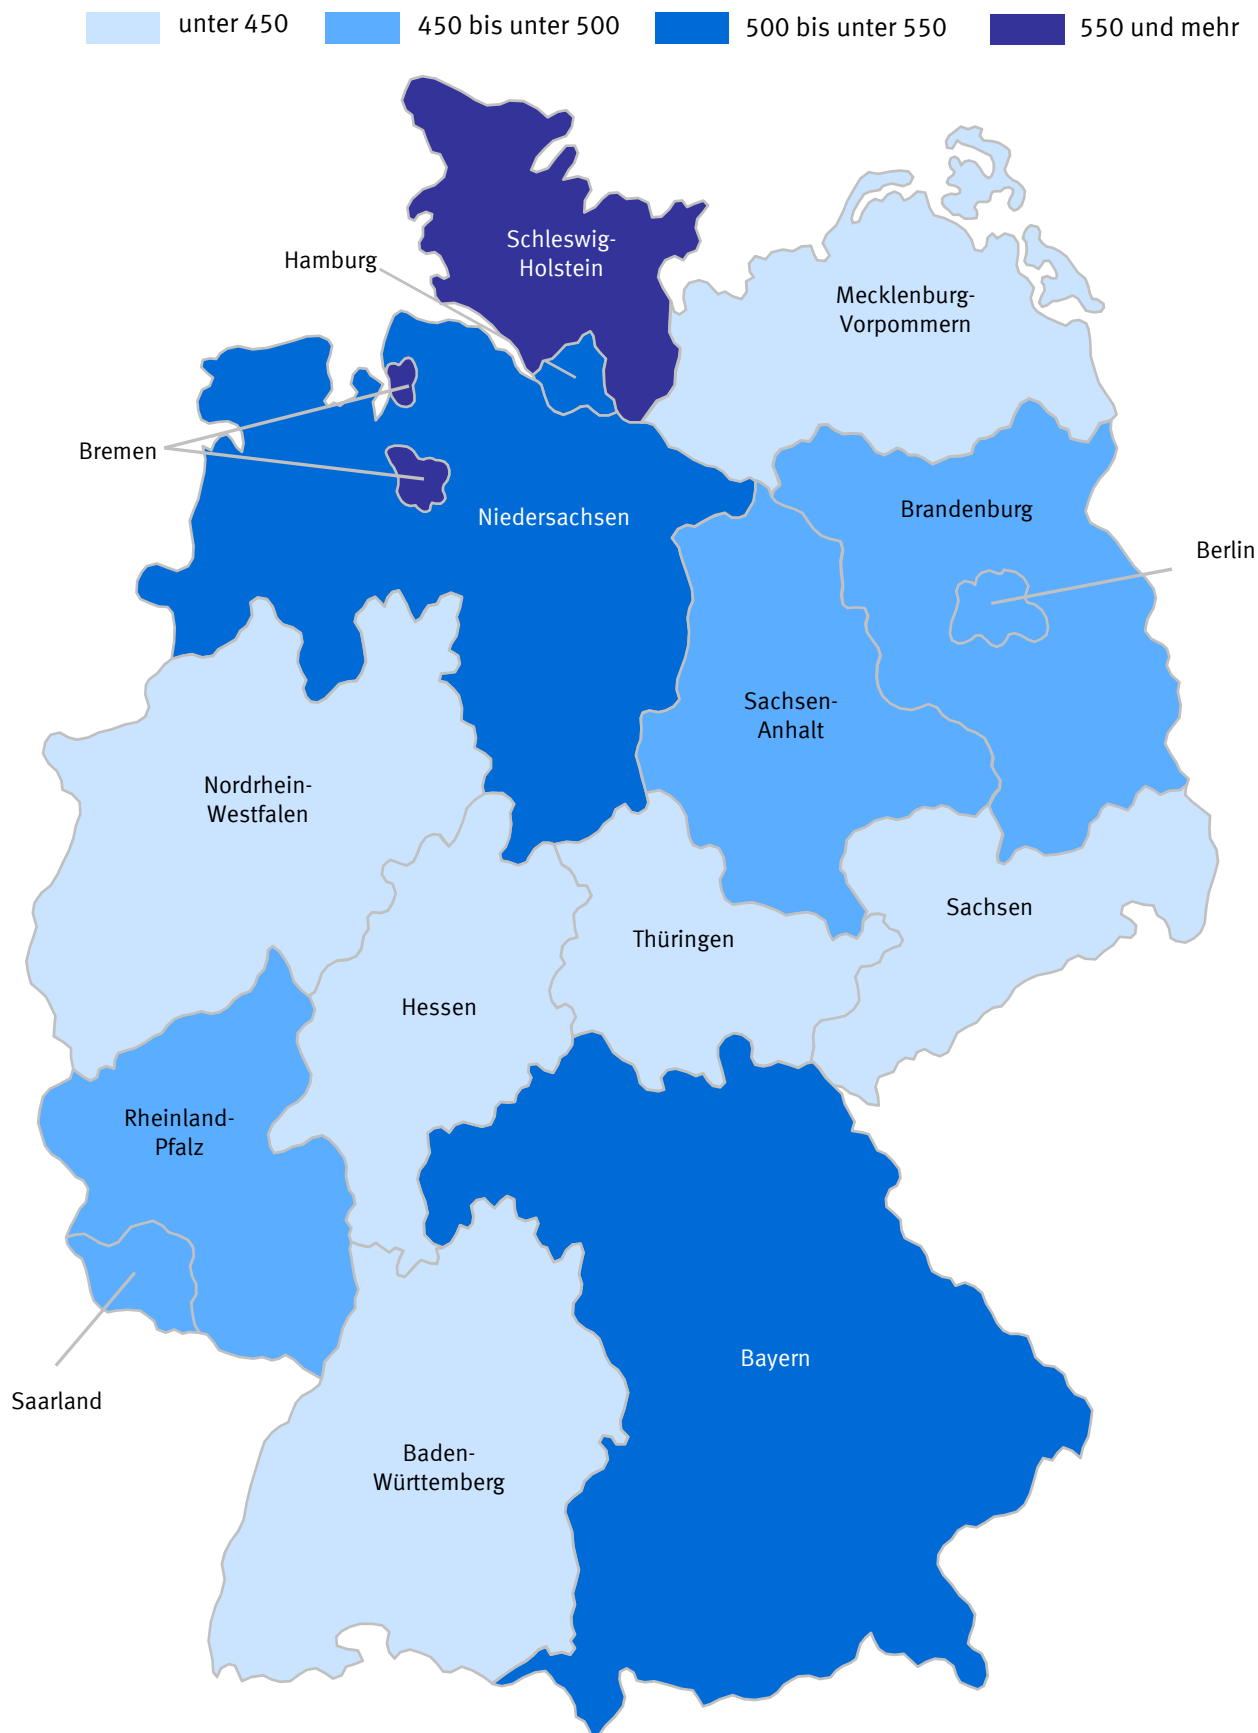 unter 450
450 bis unter 500
500 bis unter 550
550 und mehr
Schleswig-
Holstein
Hamburg
Mecklenburg-
Vorpommern
Bremen
Niedersachsen
Brandenburg
Berlin
Sachsen-
Anhalt
Nordrhein-
Westfalen
Sachsen
Thüringen
Hessen
Rheinland-
Pfalz
Bayern
Saarland
Baden-
Württemberg